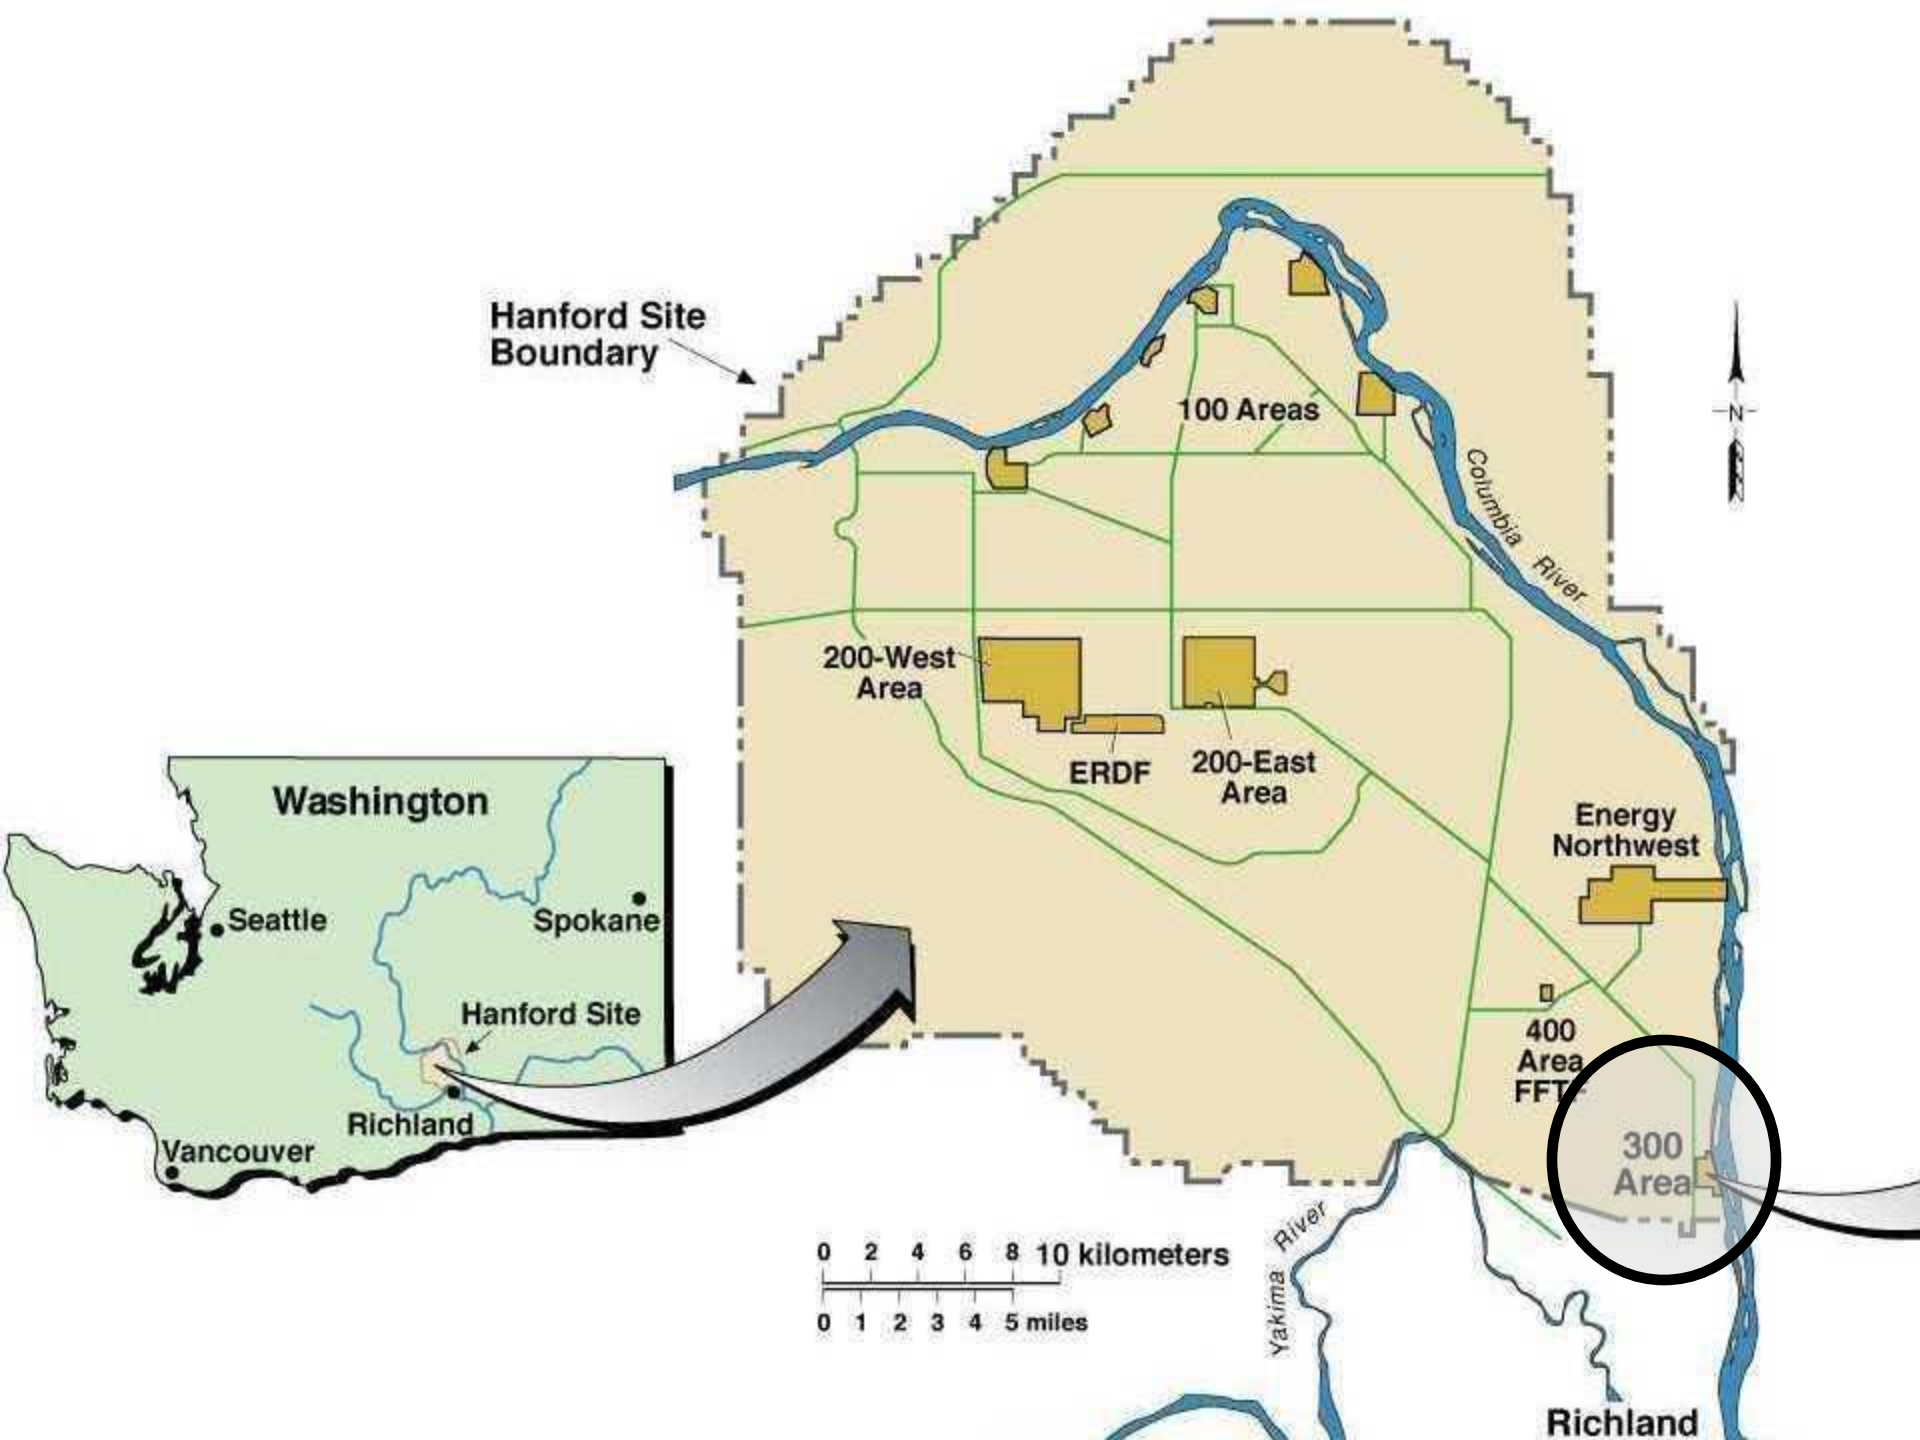 Hanford Site
Boundary
100 Areas
N
Columbia River
200-West
Area
ERDF
200-East
Area
Energy
Northwest
400
Area
FFTF
300
Area
Washington
Seattle
Spokane
Hanford Site
Richland
Vancouver
0 2 4 6 8 10 kilometers
0 1 2 3 4 5 miles
Yakima River
Richland